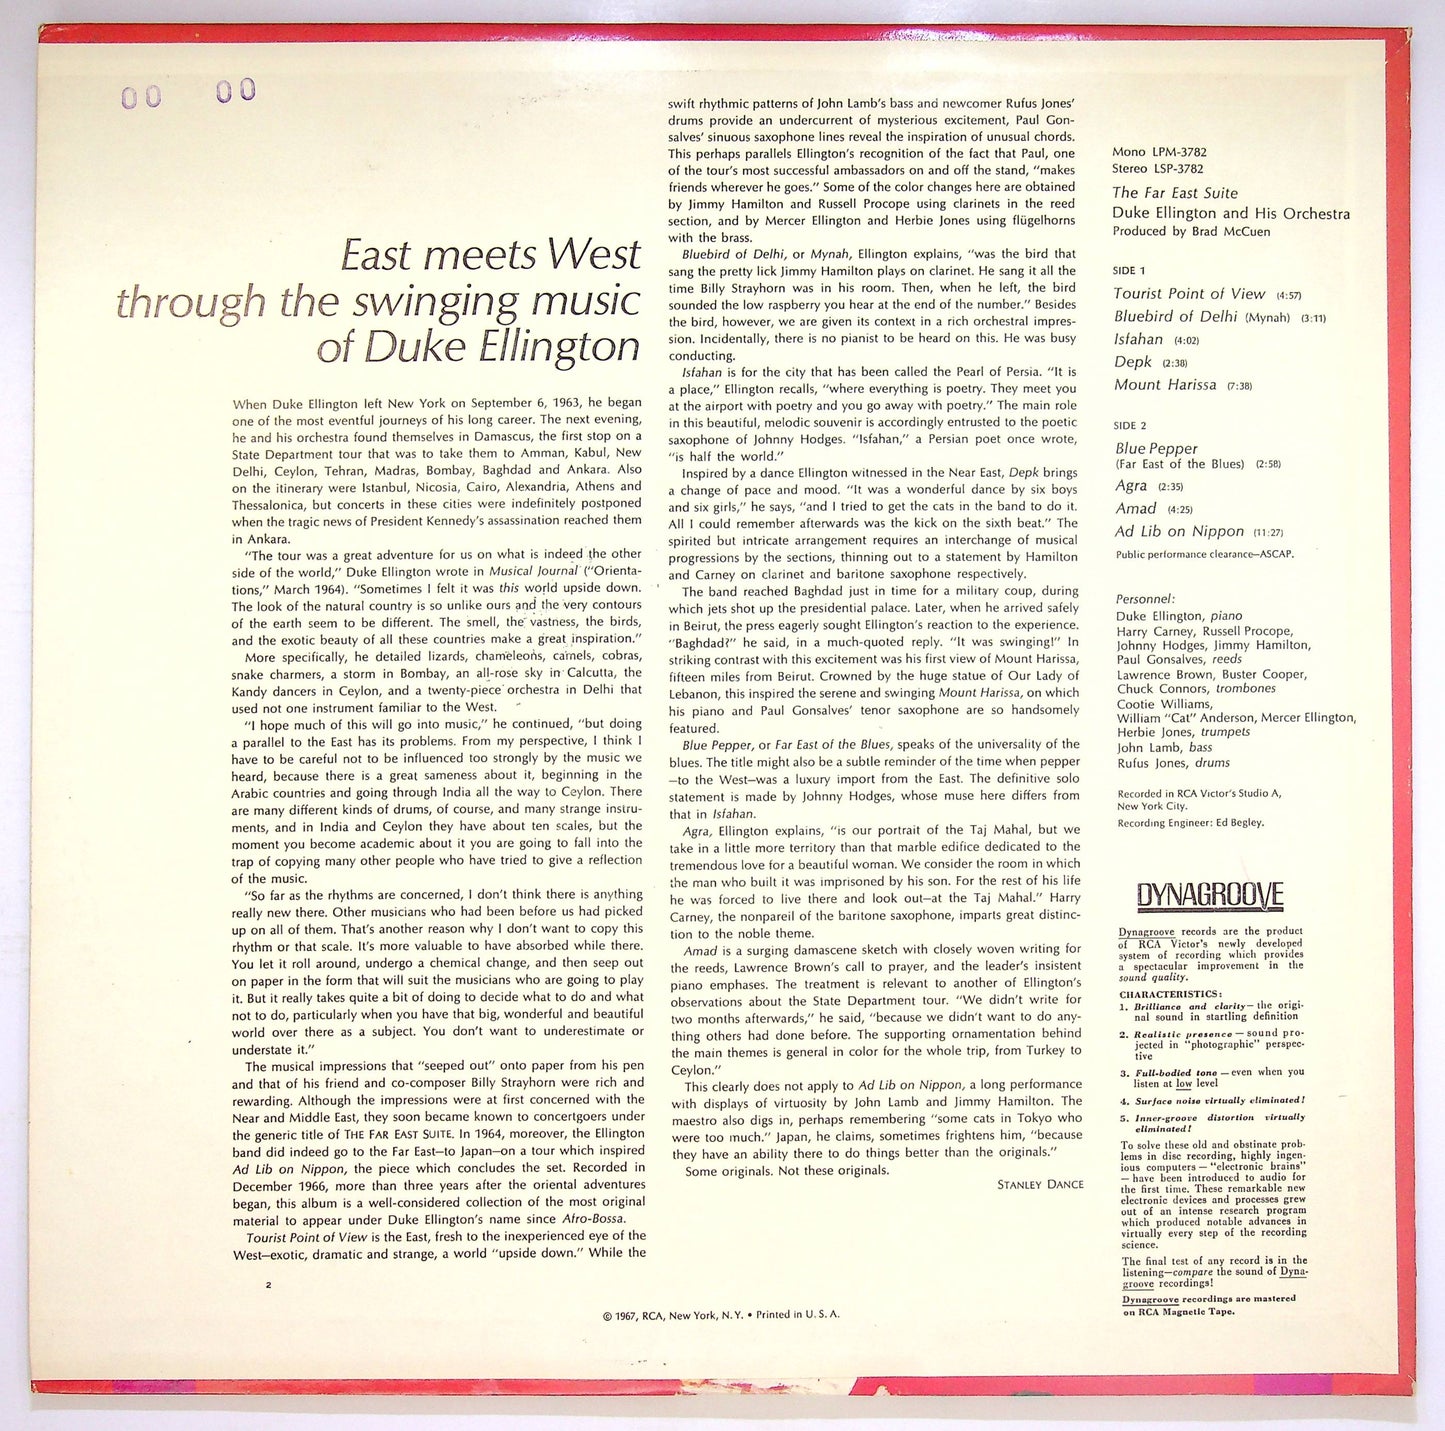 00 00
East meets West
through the swinging music
of Duke Ellington
When Duke Ellington left New York on September 6, 1963, he began
one of the most eventful journeys of his long career. The next evening,
he and his orchestra found themselves in Damascus, the first stop on a
State Department tour that was to take them to Amman, Kabul, New
Delhi, Ceylon, Tehran, Madras, Bombay, Baghdad and Ankara. Also
on the itinerary were Istanbul, Nicosia, Cairo, Alexandria, Athens and
Thessalonica, but concerts in these cities were indefinitely postponed
when the tragic news of President Kennedy's assassination reached them
in Ankara.
"The tour was a great adventure for us on what is indeed the other
side of the world," Duke Ellington wrote in Musical Journal ("Orienta-
tions," March 1964). "Sometimes I felt it was this world upside down.
The look of the natural country is so unlike ours and the very contours
of the earth seem to be different. The smell, the vastness, the birds,
and the exotic beauty of all these countries make a great inspiration."
More specifically, he detailed lizards, chameleons, camels, cobras,
snake charmers, a storm in Bombay, an all-rose sky in Calcutta, the
Kandy dancers in Ceylon, and a twenty-piece orchestra in Delhi that
used not one instrument familiar to the West.
"I hope much of this will go into music," he continued, "but doing
a parallel to the East has its problems. From my perspective, I think I
have to be careful not to be influenced too strongly by the music we
heard, because there is a great sameness about it, beginning in the
Arabic countries and going through India all the way to Ceylon. There
are many different kinds of drums, of course, and many strange instru-
ments, and in India and Ceylon they have about ten scales, but the
moment you become academic about it you are going to fall into the
trap of copying many other people who have tried to give a reflection
of the music.
"So far as the rhythms are concerned, I don't think there is anything
really new there. Other musicians who had been before us had picked
up on all of them. That's another reason why I don't want to copy this
rhythm or that scale. It's more valuable to have absorbed while there.
You let it roll around, undergo a chemical change, and then seep out
on paper in the form that will suit the musicians who are going to play
it. But it really takes quite a bit of doing to decide what to do and what
not to do, particularly when you have that big, wonderful and beautiful
world over there as a subject. You don't want to underestimate or
understate it."
The musical impressions that "seeped out" onto paper from his pen
and that of his friend and co-composer Billy Strayhorn were rich and
rewarding. Although the impressions were at first concerned with the
Near and Middle East, they soon became known to concertgoers under
the generic title of THE FAR EAST SUITE. In 1964, moreover, the Ellington
band did indeed go to the Far East—to Japan—on a tour which inspired
Ad Lib on Nippon, the piece which concludes the set. Recorded in
December 1966, more than three years after the oriental adventures
began, this album is a well-considered collection of the most original
material to appear under Duke Ellington's name since Afro-Bossa.
Tourist Point of View is the East, fresh to the inexperienced eye of the
West—exotic, dramatic and strange, a world "upside down." While the
2
swift rhythmic patterns of John Lamb's bass and newcomer Rufus Jones'
drums provide an undercurrent of mysterious excitement, Paul Gon-
salves' sinuous saxophone lines reveal the inspiration of unusual chords.
This perhaps parallels Ellington's recognition of the fact that Paul, one
of the tour's most successful ambassadors on and off the stand, "makes
friends wherever he goes." Some of the color changes here are obtained
by Jimmy Hamilton and Russell Procope using clarinets in the reed
section, and by Mercer Ellington and Herbie Jones using flügelhorns
with the brass.
Bluebird of Delhi, or Mynah, Ellington explains, "was the bird that
sang the pretty lick Jimmy Hamilton plays on clarinet. He sang it all the
time Billy Strayhorn was in his room. Then, when he left, the bird
sounded the low raspberry you hear at the end of the number." Besides
the bird, however, we are given its context in a rich orchestral impres-
sion. Incidentally, there is no pianist to be heard on this. He was busy
conducting.
Isfahan is for the city that has been called the Pearl of Persia. "It is
a place," Ellington recalls, "where everything is poetry. They meet you
at the airport with poetry and you go away with poetry." The main role
in this beautiful, melodic souvenir is accordingly entrusted to the poetic
saxophone of Johnny Hodges. "Isfahan," a Persian poet once wrote,
"is half the world."
Inspired by a dance Ellington witnessed in the Near East, Depk brings
a change of pace and mood. "It was a wonderful dance by six boys
and six girls," he says, "and I tried to get the cats in the band to do it.
All I could remember afterwards was the kick on the sixth beat." The
spirited but intricate arrangement requires an interchange of musical
progressions by the sections, thinning out to a statement by Hamilton
and Carney on clarinet and baritone saxophone respectively.
The band reached Baghdad just in time for a military coup, during
which jets shot up the presidential palace. Later, when he arrived safely
in Beirut, the press eagerly sought Ellington's reaction to the experience.
"Baghdad?" he said, in a much-quoted reply. "It was swinging!" In
striking contrast with this excitement was his first view of Mount Harissa,
fifteen miles from Beirut. Crowned by the huge statue of Our Lady of
Lebanon, this inspired the serene and swinging Mount Harissa, on which
his piano and Paul Gonsalves' tenor saxophone are so handsomely
featured.
Blue Pepper, or Far East of the Blues, speaks of the universality of the
blues. The title might also be a subtle reminder of the time when pepper
—to the West—was a luxury import from the East. The definitive solo
statement is made by Johnny Hodges, whose muse here differs from
that in Isfahan.
Agra, Ellington explains, "is our portrait of the Taj Mahal, but we
take in a little more territory than that marble edifice dedicated to the
tremendous love for a beautiful woman. We consider the room in which
the man who built it was imprisoned by his son. For the rest of his life
he was forced to live there and look out—at the Taj Mahal." Harry
Carney, the nonpareil of the baritone saxophone, imparts great distinc-
tion to the noble theme.
Amad is a surging damascene sketch with closely woven writing for
the reeds, Lawrence Brown's call to prayer, and the leader's insistent
piano emphases. The treatment is relevant to another of Ellington's
observations about the State Department tour. "We didn't write for
two months afterwards," he said, "because we didn't want to do any-
thing others had done before. The supporting ornamentation behind
the main themes is general in color for the whole trip, from Turkey to
Ceylon."
This clearly does not apply to Ad Lib on Nippon, a long performance
with displays of virtuosity by John Lamb and Jimmy Hamilton. The
maestro also digs in, perhaps remembering "some cats in Tokyo who
were too much." Japan, he claims, sometimes frightens him, "because
they have an ability there to do things better than the originals."
Some originals. Not these originals.
STANLEY DANCE
Mono LPM-3782
Stereo LSP-3782
The Far East Suite
Duke Ellington and His Orchestra
Produced by Brad McCuen
SIDE 1
Tourist Point of View (4:57)
Bluebird of Delhi (Mynah) (3:11)
Isfahan (4:02)
Depk (2:38)
Mount Harissa (7:38)
SIDE 2
Blue Pepper
(Far East of the Blues) (2:58)
Agra (2:35)
Amad (4:25)
Ad Lib on Nippon (11:27)
Public performance clearance—ASCAP.
Personnel:
Duke Ellington, piano
Harry Carney, Russell Procope,
Johnny Hodges, Jimmy Hamilton,
Paul Gonsalves, reeds
Lawrence Brown, Buster Cooper,
Chuck Connors, trombones
Cootie Williams,
William "Cat" Anderson, Mercer Ellington,
Herbie Jones, trumpets
John Lamb, bass
Rufus Jones, drums
Recorded in RCA Victor's Studio A,
New York City.
Recording Engineer: Ed Begley.
DYNAGROOVE
Dynagroove records are the product
of RCA Victor's newly developed
system of recording which provides
a spectacular improvement in the
sound quality.
CHARACTERISTICS:
1. Brilliance and clarity—the origi-
nal sound in startling definition
2. Realistic presence—sound pro-
jected in "photographic" perspec-
tive
3. Full-bodied tone—even when you
listen at low level
4. Surface noise virtually eliminated!
5. Inner-groove distortion virtually
eliminated!
To solve these old and obstinate prob-
lems in disc recording, highly ingen-
ious computers—"electronic brains"
—have been introduced to audio for
the first time. These remarkable new
electronic devices and processes grew
out of an intense research program
which produced notable advances in
virtually every step of the recording
science.
The final test of any record is in the
listening—compare the sound of Dyna-
groove recordings!
Dynagroove recordings are mastered
on RCA Magnetic Tape.
© 1967, RCA, New York, N. Y. • Printed in U. S. A.